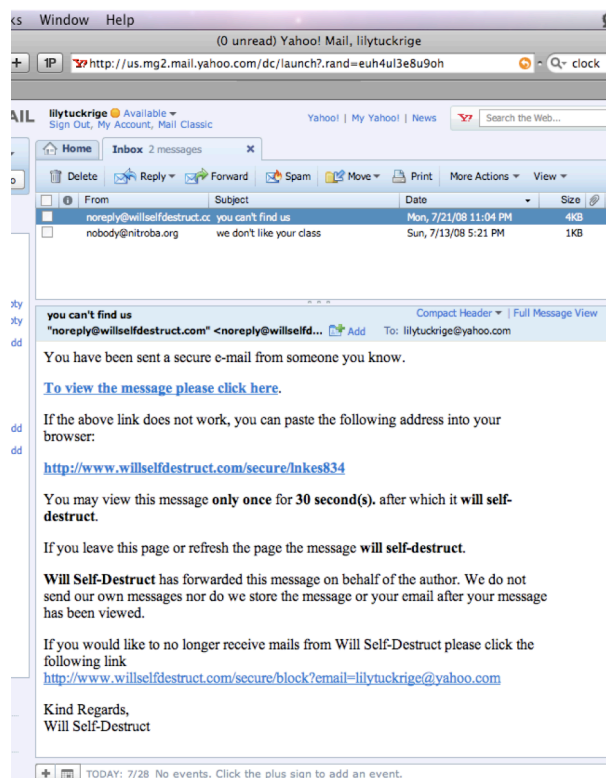 ks Window Help
(0 unread) Yahoo! Mail, lilytuckrige
+ 1P http://us.mg2.mail.yahoo.com/dc/launch?.rand=euh4ul3e8u9oh clock
AIL lilytuckrige Available Yahoo! | My Yahoo! | News Search the Web...
Sign Out, My Account, Mail Classic
Home Inbox 2 messages X
Delete Reply Forward Spam Move Print More Actions View
From Subject Date Size
noreply@willselfdestruct.cc you can't find us Mon, 7/21/08 11:04 PM 4KB
nobody@nitroba.org we don't like your class Sun, 7/13/08 5:21 PM 1KB
pty
you can't find us Compact Header | Full Message View
pty
"noreply@willselfdestruct.com" <noreply@willselfd... Add To: lilytuckrige@yahoo.com
dd
You have been sent a secure e-mail from someone you know.
To view the message please click here.
If the above link does not work, you can paste the following address into your
dd
browser:
dd
http://www.willselfdestruct.com/secure/lnkes834
You may view this message only once for 30 second(s). after which it will self-
destruct.
If you leave this page or refresh the page the message will self-destruct.
Will Self-Destruct has forwarded this message on behalf of the author. We do not
send our own messages nor do we store the message or your email after your message
has been viewed.
If you would like to no longer receive mails from Will Self-Destruct please click the
following link
http://www.willselfdestruct.com/secure/block?email=lilytuckrige@yahoo.com
Kind Regards,
Will Self-Destruct
+ TODAY: 7/28 No events. Click the plus sign to add an event.